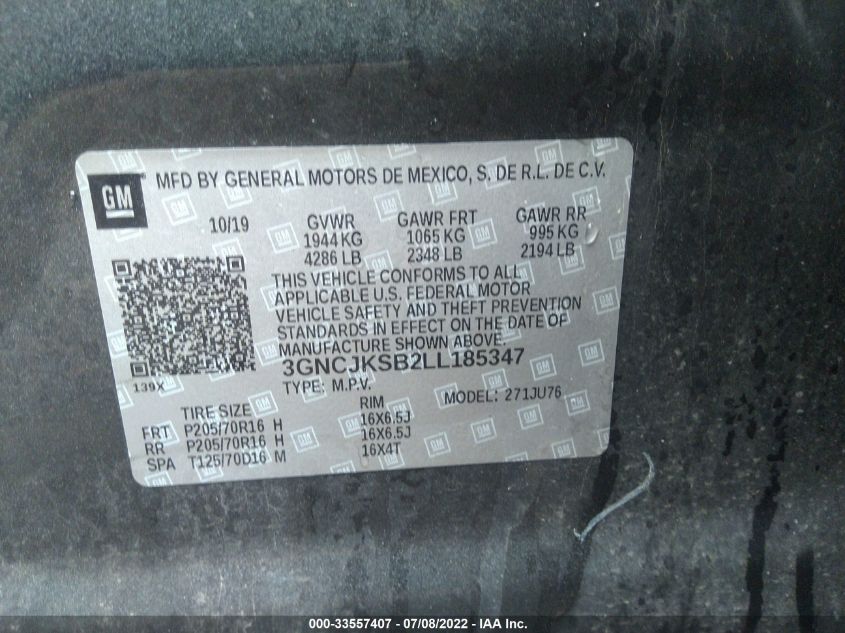 GM MFD BY GENERAL MOTORS DE MEXICO, S. DE R.L. DE C.V.
10/19 GVWR GAWR FRT GAWR RR
1944 KG 1065 KG 995 KG
4286 LB 2348 LB 2194 LB
THIS VEHICLE CONFORMS TO ALL
APPLICABLE U.S. FEDERAL MOTOR
VEHICLE SAFETY AND THEFT PREVENTION
STANDARDS IN EFFECT ON THE DATE OF
MANUFACTURE SHOWN ABOVE.
3GNCJKSB2LL185347
139X TYPE: M.P.V. MODEL: 271JU76
TIRE SIZE RIM
FRT P205/70R16 H 16X6.5J
RR P205/70R16 H 16X6.5J
SPA T125/70D16 M 16X4T
000-33557407 - 07/08/2022 - IAA Inc.